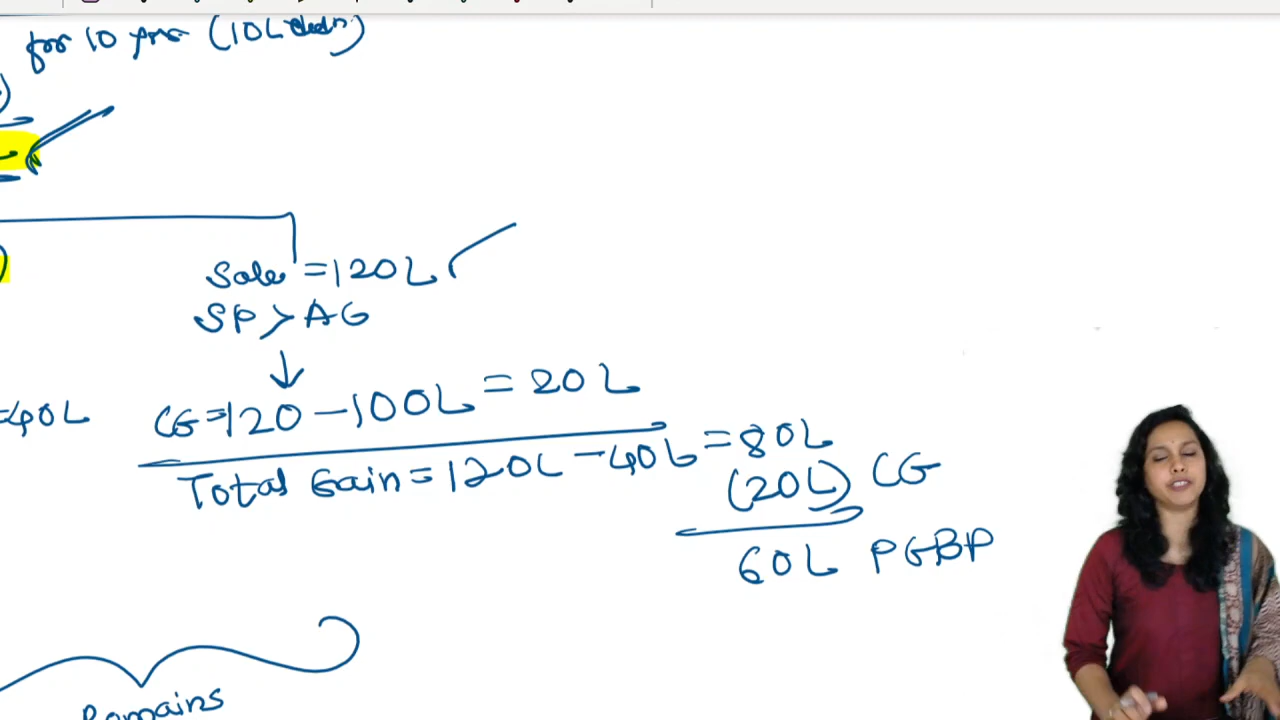 for 10 yrs (10L dedn)
Sale = 120L
SP > AG
=40L
CG = 120 - 100L = 20L
Total Gain = 120L - 40L = 80L
(20L) CG
60L PGBP
Remains